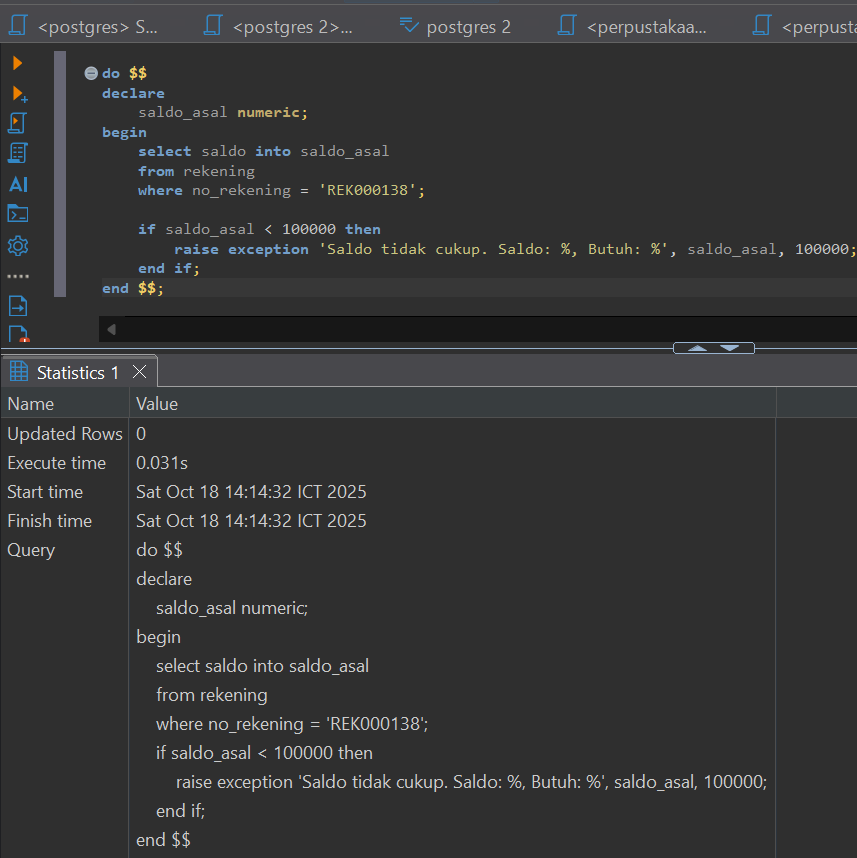 <postgres> S...
<postgres 2>...
postgres 2
<perpustakaa...
<perpusta
do $$
declare
saldo_asal numeric;
begin
select saldo into saldo_asal
from rekening
where no_rekening = 'REK000138';
if saldo_asal < 100000 then
raise exception 'Saldo tidak cukup. Saldo: %, Butuh: %', saldo_asal, 100000;
end if;
end $$;
AI
Statistics 1
Name Value
Updated Rows 0
Execute time 0.031s
Start time Sat Oct 18 14:14:32 ICT 2025
Finish time Sat Oct 18 14:14:32 ICT 2025
Query do $$
declare
saldo_asal numeric;
begin
select saldo into saldo_asal
from rekening
where no_rekening = 'REK000138';
if saldo_asal < 100000 then
raise exception 'Saldo tidak cukup. Saldo: %, Butuh: %', saldo_asal, 100000;
end if;
end $$